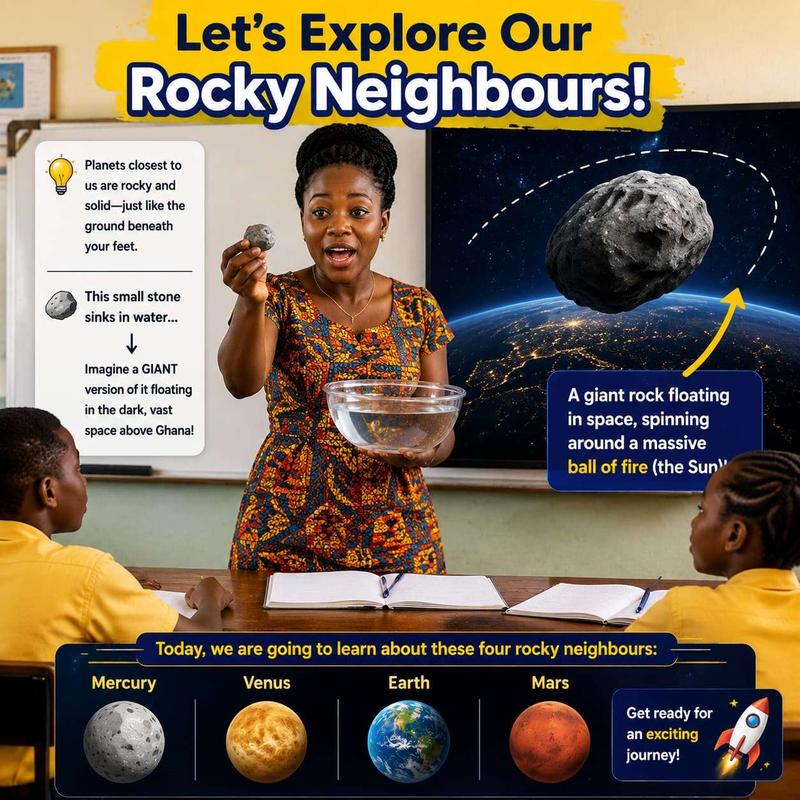 Let's Explore Our
Rocky Neighbours!
Planets closest to
us are rocky and
solid—just like the
ground beneath
your feet.
This small stone
sinks in water...
Imagine a GIANT
version of it floating
in the dark, vast
space above Ghana!
A giant rock floating
in space, spinning
around a massive
ball of fire (the Sun)!
Today, we are going to learn about these four rocky neighbours:
Mercury
Venus
Earth
Mars
Get ready for
an exciting
journey!